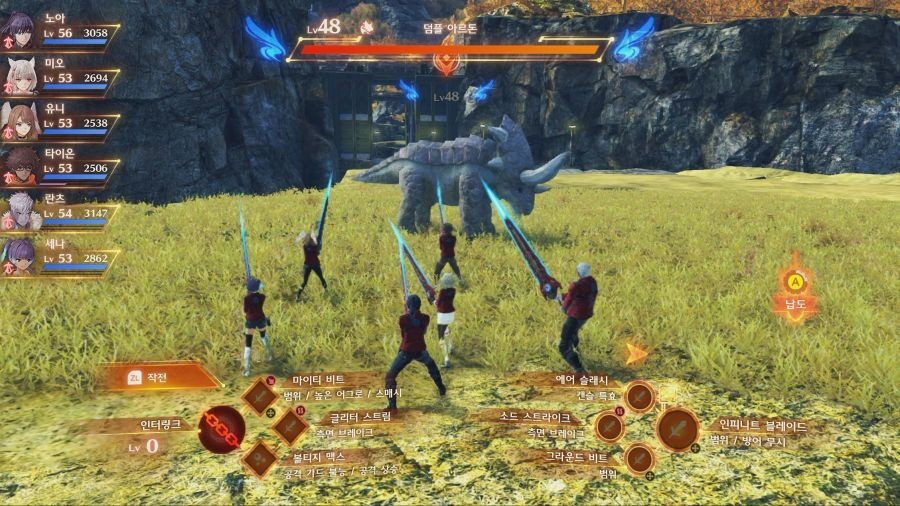 노아
Lv 56 3058
미오
Lv 53 2694
유니
Lv 53 2538
타이온
Lv 53 2506
란츠
Lv 54 3147
세나
Lv 53 2862
Lv48 덤플 아르돈
Lv48
A
납도
ZL 작전
인터링크
Lv 0
마이티 비트
범위 / 높은 어그로 / 스매시
글리터 스트림
측면 브레이크
볼티지 맥스
공격 가드 불능 / 공격 상승
에어 슬래시
캔슬 특효
소드 스트라이크
측면 브레이크
그라운드 비트
범위
인피니트 블레이드
범위 / 방어 무시